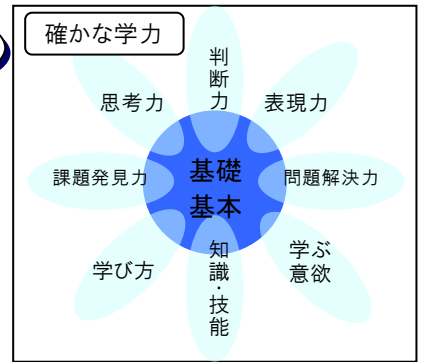 確かな学力
判断力
思考力
表現力
課題発見力
基礎
基本
問題解決力
学び方
知識・技能
学ぶ
意欲